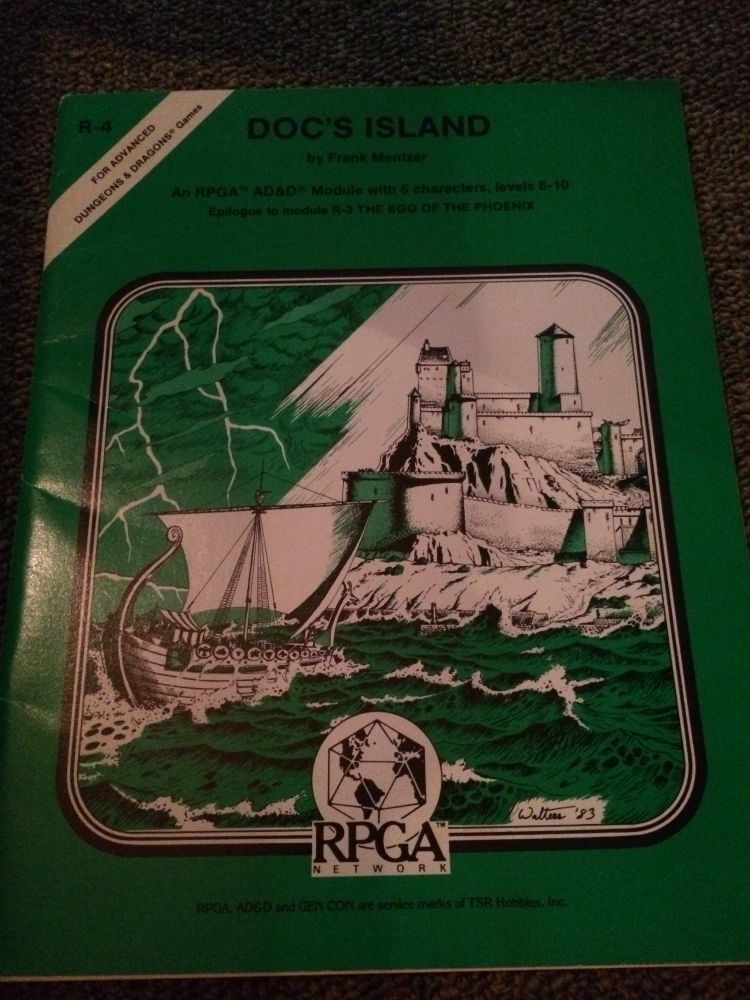 R-4
FOR ADVANCED
DUNGEONS & DRAGONS® Games
DOC'S ISLAND
by Frank Mentzer
An RPGA™ AD&D® Module with 5 characters, levels 6-10
Epilogue to module R-3 THE EGG OF THE PHOENIX
Walters '83
RPGA™
NETWORK
RPGA, AD&D and GEN CON are service marks of TSR Hobbies, Inc.